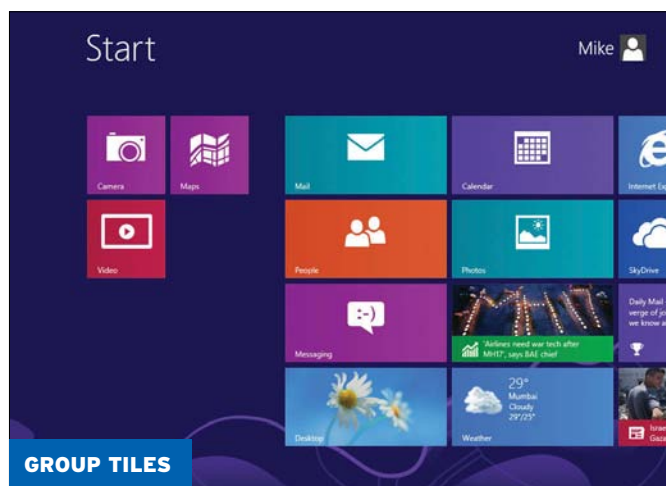 Start
Mike
Camera
Maps
Mail
Calendar
Internet Ex
Video
People
Photos
SkyDrive
Messaging
MH17
'Airlines need war tech after
MH17', says BAE chief
Daily Mail
verge of jo
we know a
Desktop
29°
Mumbai
Cloudy
29°/25°
Weather
Israe
Gaza
GROUP TILES